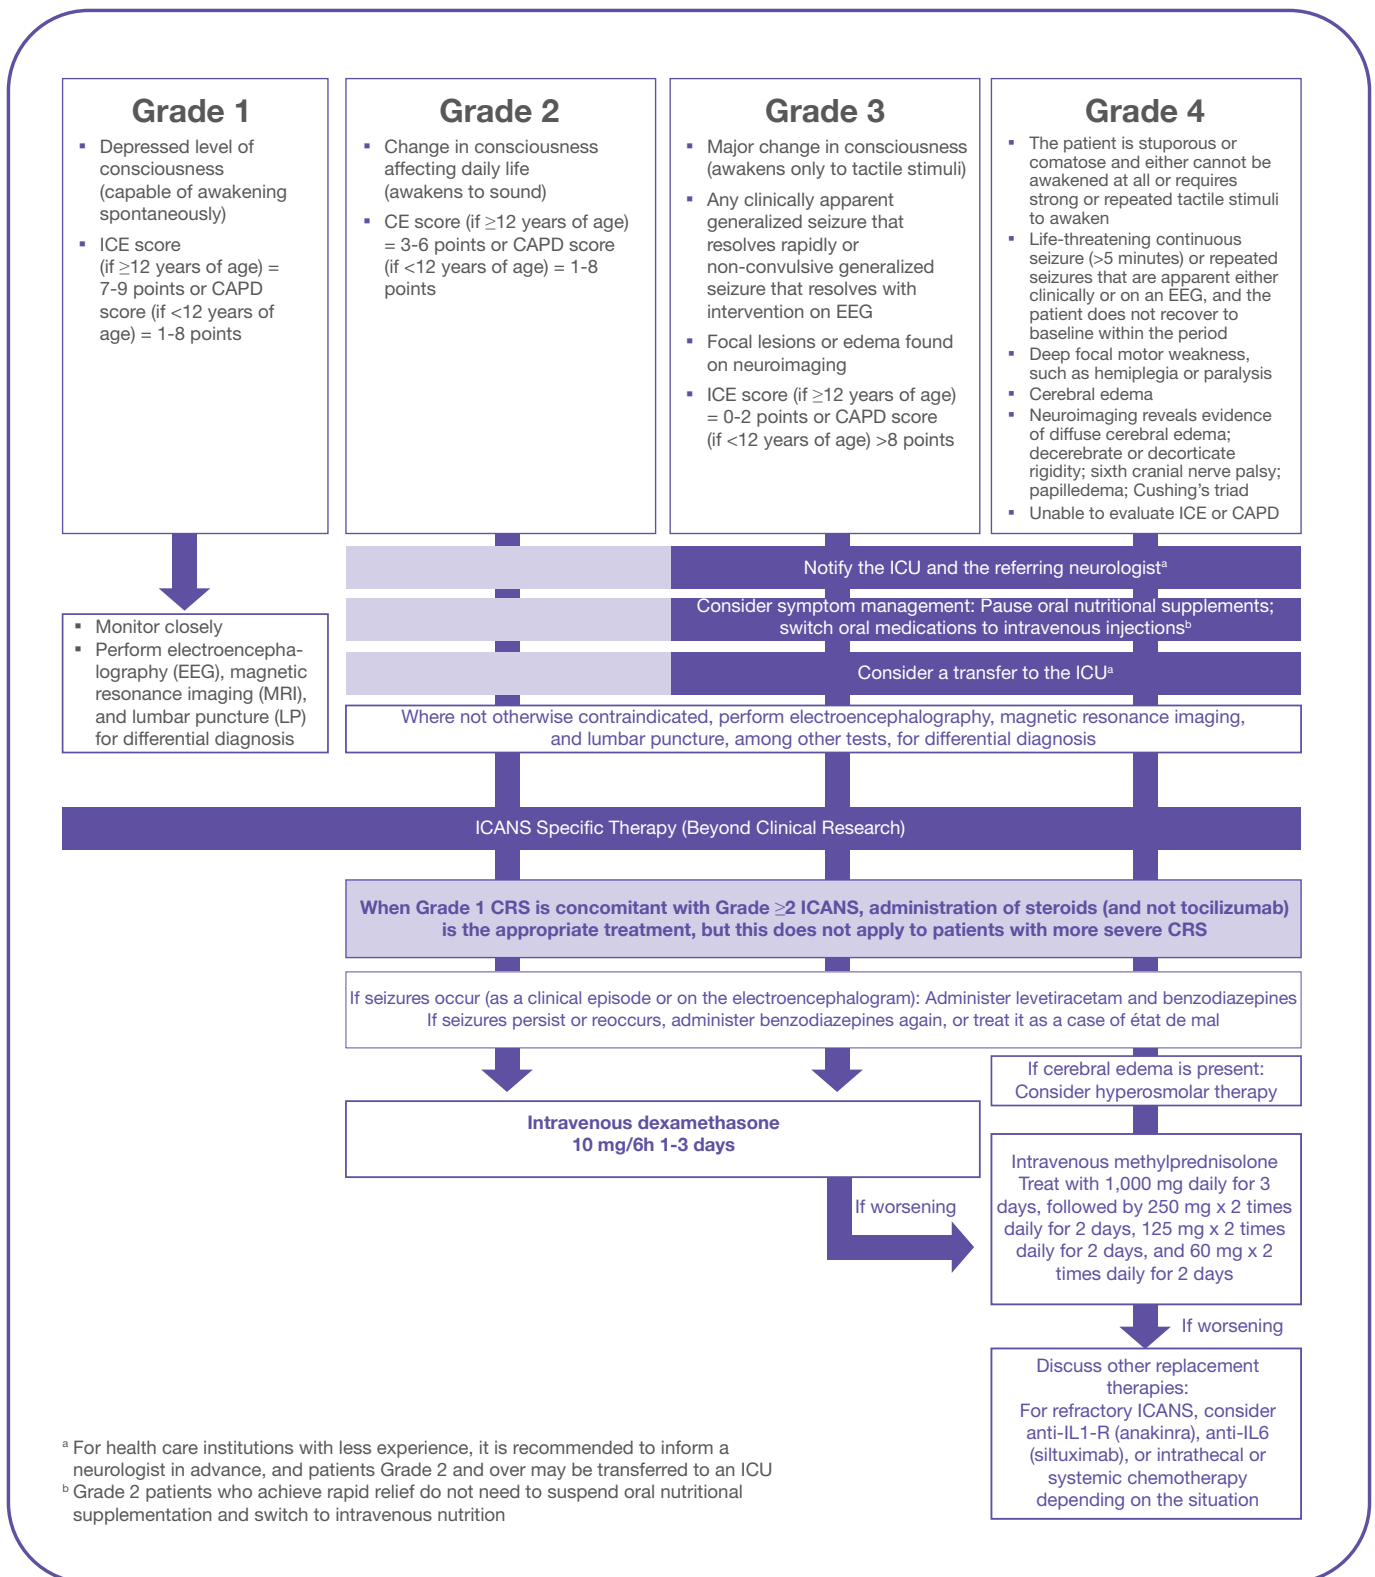 Grade 1
▪ Depressed level of
consciousness
(capable of awakening
spontaneously)
▪ ICE score
(if ≥12 years of age) =
7-9 points or CAPD
score (if <12 years of
age) = 1-8 points
Grade 2
▪ Change in consciousness
affecting daily life
(awakens to sound)
▪ CE score (if ≥12 years of age)
= 3-6 points or CAPD score
(if <12 years of age) = 1-8
points
Grade 3
▪ Major change in consciousness
(awakens only to tactile stimuli)
▪ Any clinically apparent
generalized seizure that
resolves rapidly or
non-convulsive generalized
seizure that resolves with
intervention on EEG
▪ Focal lesions or edema found
on neuroimaging
▪ ICE score (if ≥12 years of age)
= 0-2 points or CAPD score
(if <12 years of age) >8 points
Grade 4
▪ The patient is stuporous or
comatose and either cannot be
awakened at all or requires
strong or repeated tactile stimuli
to awaken
▪ Life-threatening continuous
seizure (>5 minutes) or repeated
seizures that are apparent either
clinically or on an EEG, and the
patient does not recover to
baseline within the period
▪ Deep focal motor weakness,
such as hemiplegia or paralysis
▪ Cerebral edema
▪ Neuroimaging reveals evidence
of diffuse cerebral edema;
decerebrate or decorticate
rigidity; sixth cranial nerve palsy;
papilledema; Cushing's triad
▪ Unable to evaluate ICE or CAPD
▪ Monitor closely
▪ Perform electroencepha-
lography (EEG), magnetic
resonance imaging (MRI),
and lumbar puncture (LP)
for differential diagnosis
Notify the ICU and the referring neurologistᵃ
Consider symptom management: Pause oral nutritional supplements;
switch oral medications to intravenous injectionsᵇ
Consider a transfer to the ICUᵃ
Where not otherwise contraindicated, perform electroencephalography, magnetic resonance imaging,
and lumbar puncture, among other tests, for differential diagnosis
ICANS Specific Therapy (Beyond Clinical Research)
When Grade 1 CRS is concomitant with Grade ≥2 ICANS, administration of steroids (and not tocilizumab)
is the appropriate treatment, but this does not apply to patients with more severe CRS
If seizures occur (as a clinical episode or on the electroencephalogram): Administer levetiracetam and benzodiazepines
If seizures persist or reoccurs, administer benzodiazepines again, or treat it as a case of état de mal
If cerebral edema is present:
Consider hyperosmolar therapy
Intravenous dexamethasone
10 mg/6h 1-3 days
If worsening
Intravenous methylprednisolone
Treat with 1,000 mg daily for 3
days, followed by 250 mg x 2 times
daily for 2 days, 125 mg x 2 times
daily for 2 days, and 60 mg x 2
times daily for 2 days
If worsening
Discuss other replacement
therapies:
For refractory ICANS, consider
anti-IL1-R (anakinra), anti-IL6
(siltuximab), or intrathecal or
systemic chemotherapy
depending on the situation
ᵃ For health care institutions with less experience, it is recommended to inform a
neurologist in advance, and patients Grade 2 and over may be transferred to an ICU
ᵇ Grade 2 patients who achieve rapid relief do not need to suspend oral nutritional
supplementation and switch to intravenous nutrition